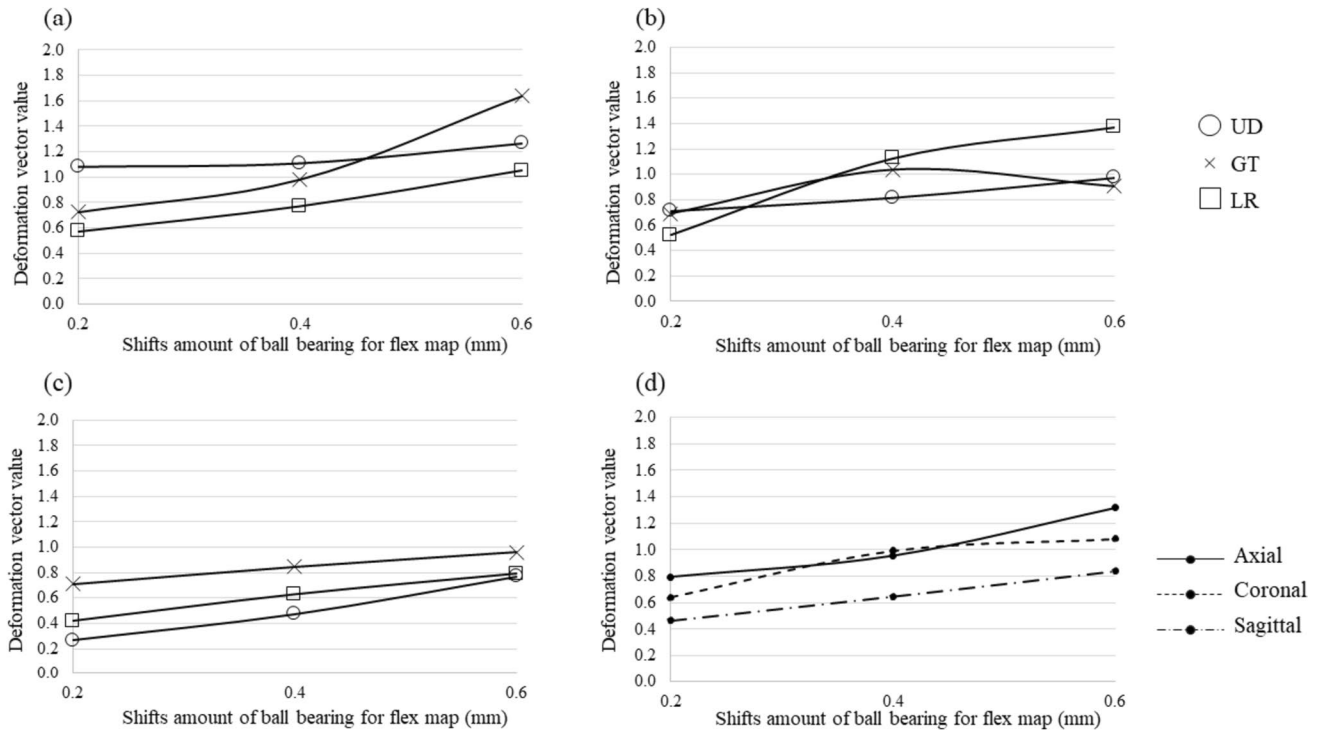 (a)
Deformation vector value
2.0
1.8
1.6
1.4
1.2
1.0
0.8
0.6
0.4
0.2
0.0
0.2 0.4 0.6
Shifts amount of ball bearing for flex map (mm)
(b)
Deformation vector value
2.0
1.8
1.6
1.4
1.2
1.0
0.8
0.6
0.4
0.2
0.0
0.2 0.4 0.6
Shifts amount of ball bearing for flex map (mm)
UD
GT
LR
(c)
Deformation vector value
2.0
1.8
1.6
1.4
1.2
1.0
0.8
0.6
0.4
0.2
0.0
0.2 0.4 0.6
Shifts amount of ball bearing for flex map (mm)
(d)
Deformation vector value
2.0
1.8
1.6
1.4
1.2
1.0
0.8
0.6
0.4
0.2
0.0
0.2 0.4 0.6
Shifts amount of ball bearing for flex map (mm)
Axial
Coronal
Sagittal